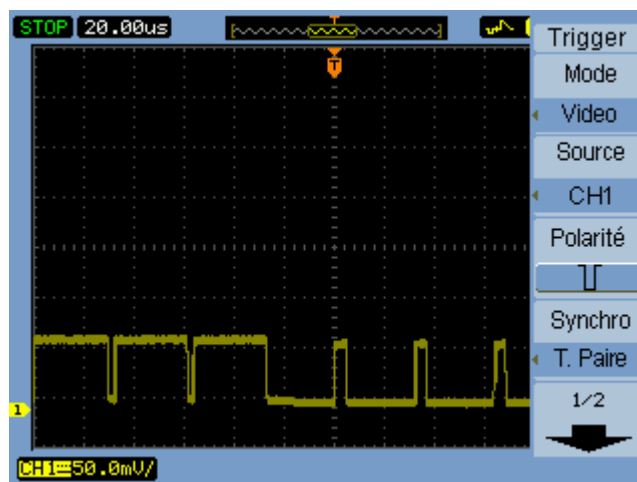 STOP 20.00us
T
Trigger
Mode
Video
Source
CH1
Polarité
Synchro
T. Paire
1/2
1
CH1 50.0mV/